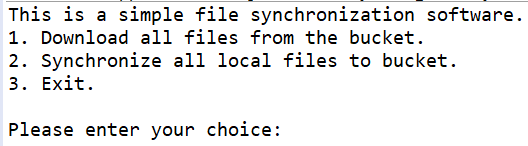 This is a simple file synchronization software.
1. Download all files from the bucket.
2. Synchronize all local files to bucket.
3. Exit.
Please enter your choice: